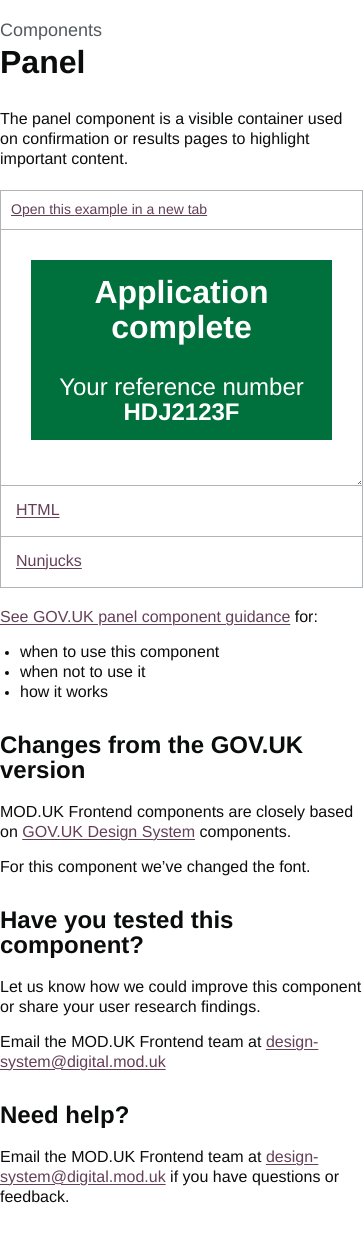 Components
Panel
The panel component is a visible container used
on confirmation or results pages to highlight
important content.
Open this example in a new tab
Application
complete
Your reference number
HDJ2123F
HTML
Nunjucks
See GOV.UK panel component guidance for:
• when to use this component
• when not to use it
• how it works
Changes from the GOV.UK
version
MOD.UK Frontend components are closely based
on GOV.UK Design System components.
For this component we’ve changed the font.
Have you tested this
component?
Let us know how we could improve this component
or share your user research findings.
Email the MOD.UK Frontend team at design-
system@digital.mod.uk
Need help?
Email the MOD.UK Frontend team at design-
system@digital.mod.uk if you have questions or
feedback.